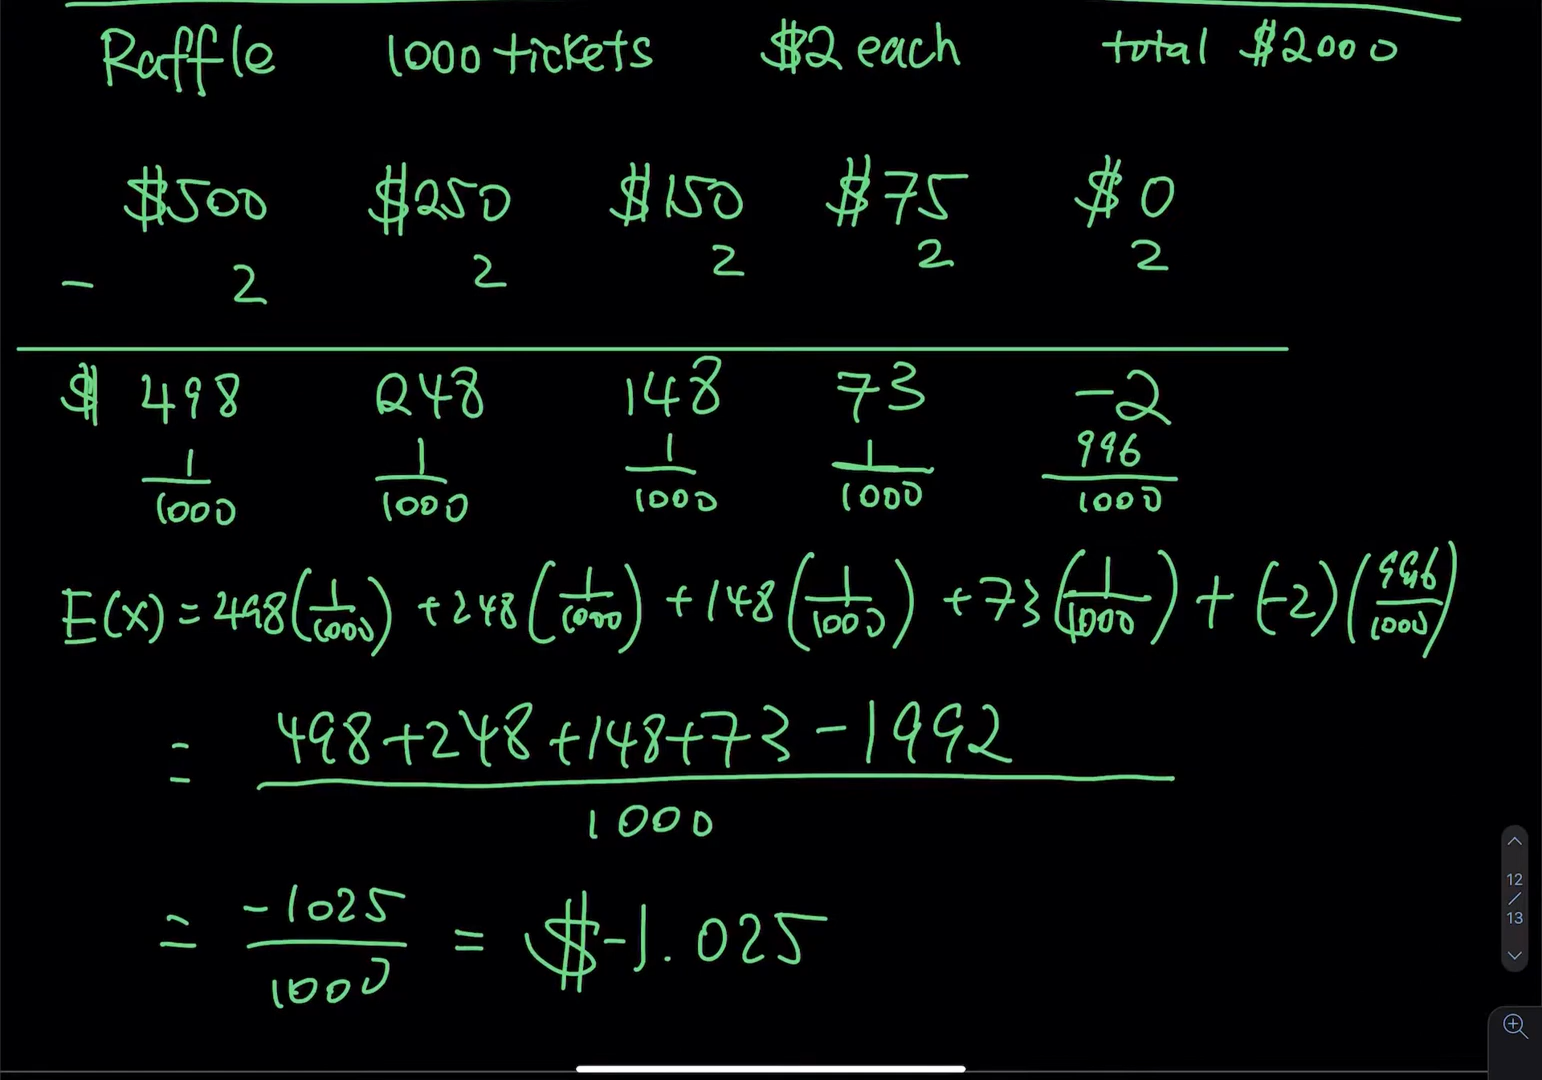 Raffle 1000 tickets $2 each total $2000
$500 $250 $150 $75 $0
- 2 2 2 2 2
$ 498 248 148 73 -2
1/1000 1/1000 1/1000 1/1000 996/1000
E(x) = 498(1/1000) + 248(1/1000) + 148(1/1000) + 73(1/1000) + (-2)(996/1000)
= (498+248+148+73-1992)/1000
= -1025/1000 = $-1.025
12
/
13